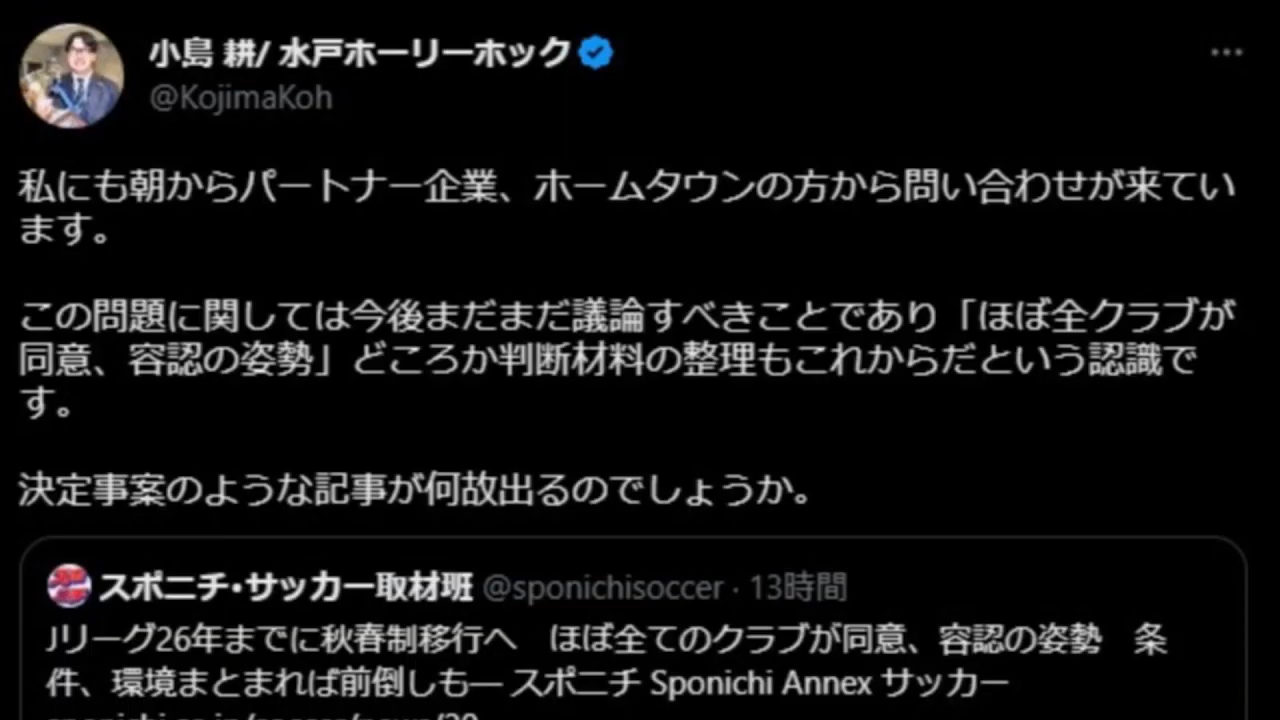 小島 耕/ 水戸ホーリーホック
@KojimaKoh
私にも朝からパートナー企業、ホームタウンの方から問い合わせが来てい
ます。
この問題に関しては今後まだまだ議論すべきことであり「ほぼ全クラブが
同意、容認の姿勢」どころか判断材料の整理もこれからだという認識で
す。
決定事案のような記事が何故出るのでしょうか。
スポニチ・サッカー取材班 @sponichisoccer · 13時間
Jリーグ26年までに秋春制移行へ　ほぼ全てのクラブが同意、容認の姿勢　条
件、環境まとまれば前倒しも― スポニチ Sponichi Annex サッカー